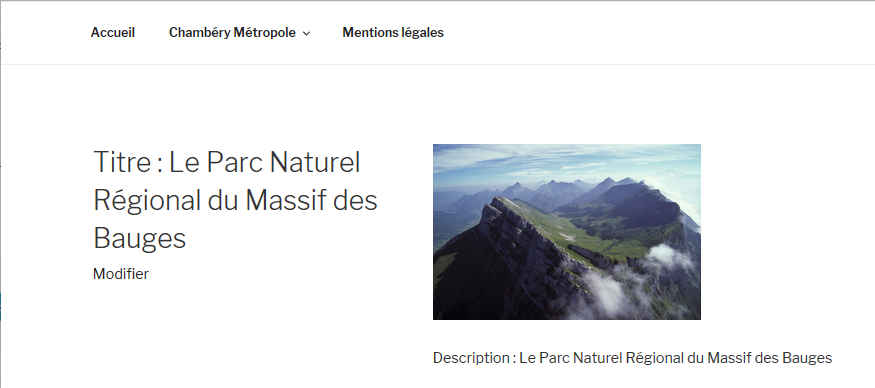 Accueil Chambéry Métropole Mentions légales
Titre : Le Parc Naturel
Régional du Massif des
Bauges
Modifier
Description : Le Parc Naturel Régional du Massif des Bauges